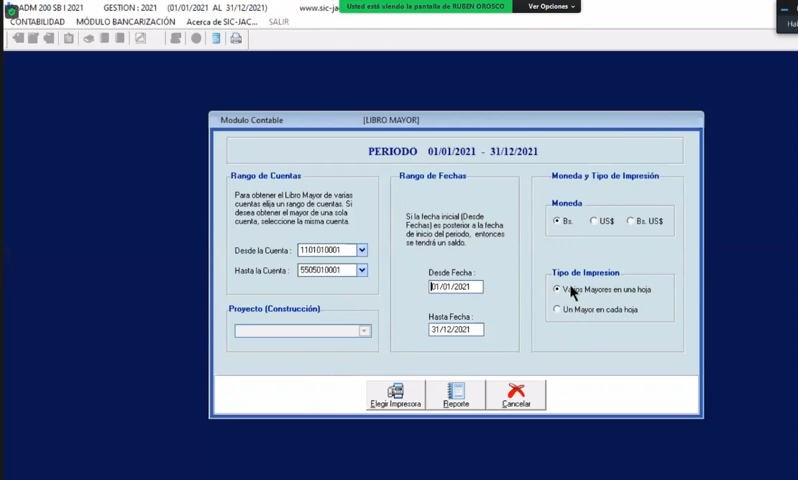 OADM 200 SB I 2021 GESTION : 2021 (01/01/2021 AL 31/12/2021) www.sic-ja
Usted está viendo la pantalla de RUBEN OROSCO
Ver Opciones
CONTABILIDAD MÓDULO BANCARIZACIÓN Acerca de SIC-JAC... SALIR
Modulo Contable [LIBRO MAYOR]
PERIODO 01/01/2021 - 31/12/2021
Rango de Cuentas
Para obtener el Libro Mayor de varias
cuentas elija un rango de cuentas. Si
desea obtener el mayor de una sola
cuenta, seleccione la misma cuenta.
Desde la Cuenta : 1101010001
Hasta la Cuenta : 5505010001
Proyecto (Construcción)
Rango de Fechas
Si la fecha inicial (Desde
Fechas) es posterior a la fecha
de inicio del periodo, entonces
se tendrá un saldo.
Desde Fecha :
01/01/2021
Hasta Fecha :
31/12/2021
Moneda y Tipo de Impresión
Moneda
Bs. US$ Bs. US$
Tipo de Impresion
Varios Mayores en una hoja
Un Mayor en cada hoja
Elegir Impresora Reporte Cancelar